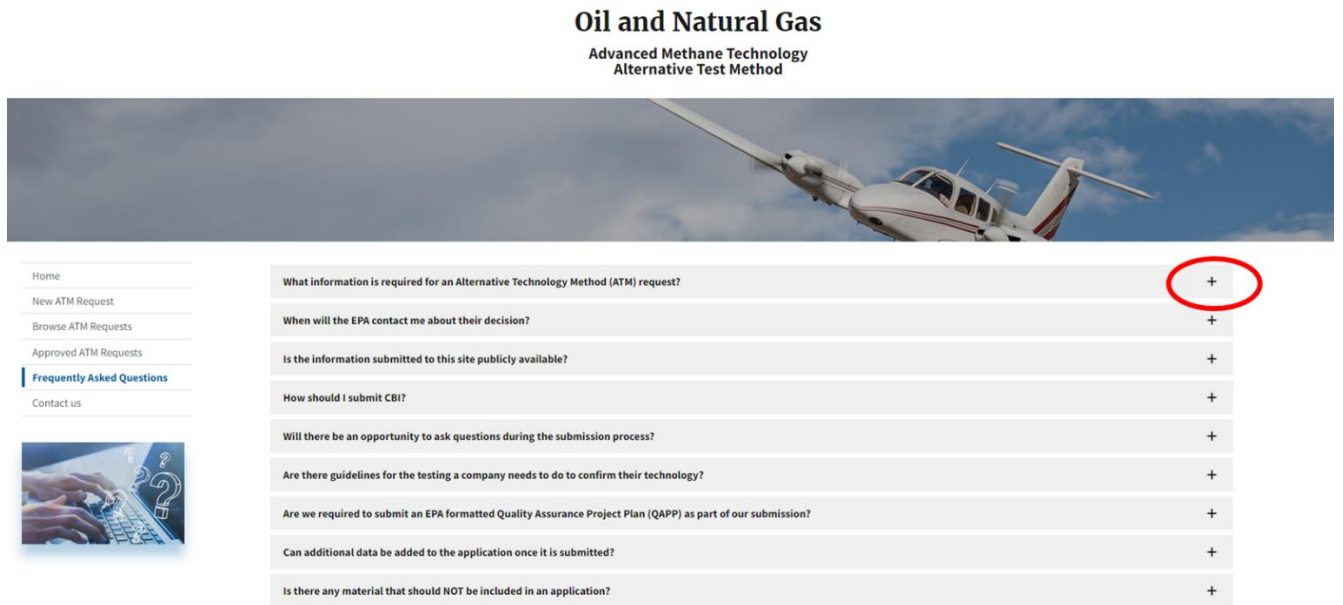 Oil and Natural Gas
Advanced Methane Technology
Alternative Test Method
Home
New ATM Request
Browse ATM Requests
Approved ATM Requests
Frequently Asked Questions
Contact us
What information is required for an Alternative Technology Method (ATM) request?
When will the EPA contact me about their decision?
Is the information submitted to this site publicly available?
How should I submit CBI?
Will there be an opportunity to ask questions during the submission process?
Are there guidelines for the testing a company needs to do to confirm their technology?
Are we required to submit an EPA formatted Quality Assurance Project Plan (QAPP) as part of our submission?
Can additional data be added to the application once it is submitted?
Is there any material that should NOT be included in an application?